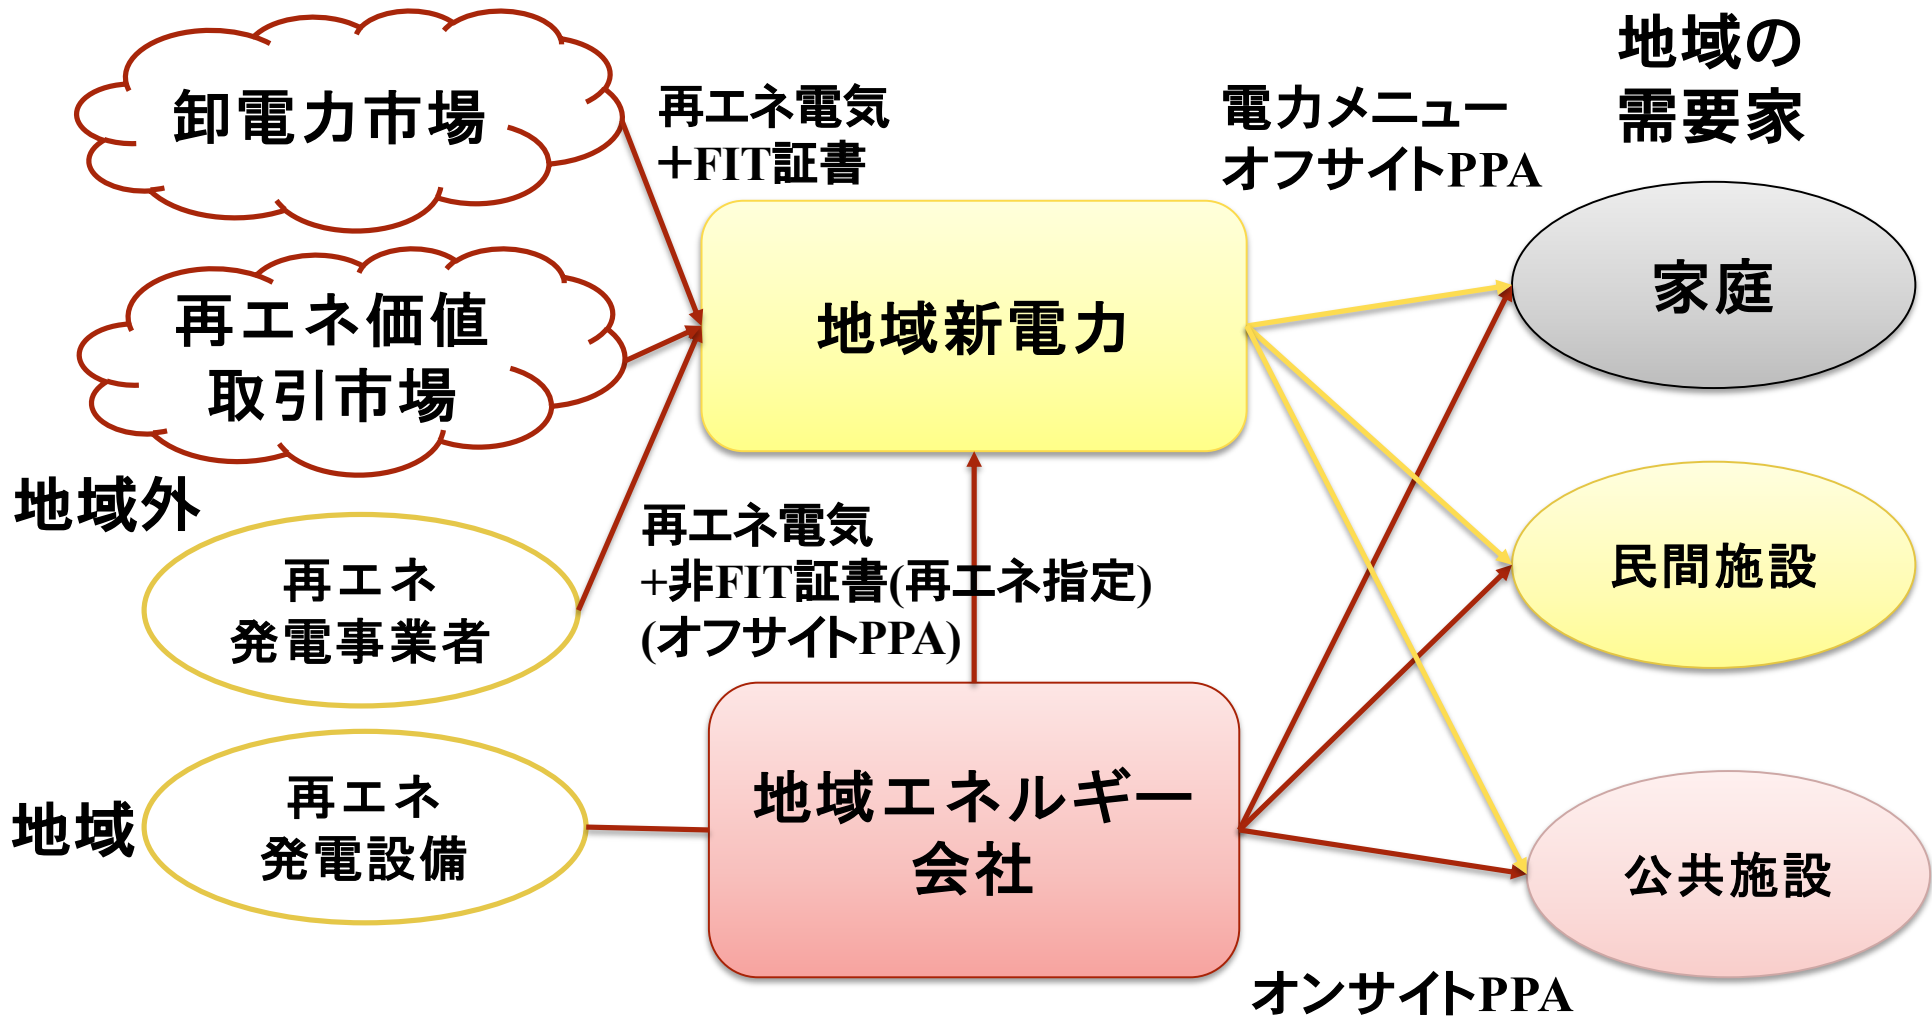 卸電力市場
再エネ電気
+FIT証書
電力メニュー
オフサイトPPA
地域の
需要家
再エネ価値
取引市場
地域新電力
家庭
地域外
再エネ
発電事業者
再エネ電気
+非FIT証書(再エネ指定)
(オフサイトPPA)
民間施設
地域
再エネ
発電設備
地域エネルギー
会社
公共施設
オンサイトPPA